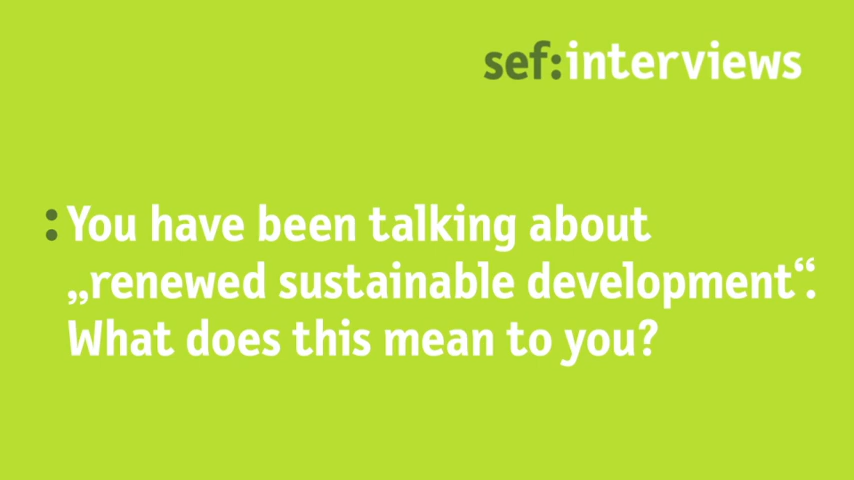 sef:interviews
: You have been talking about
„renewed sustainable development“.
What does this mean to you?